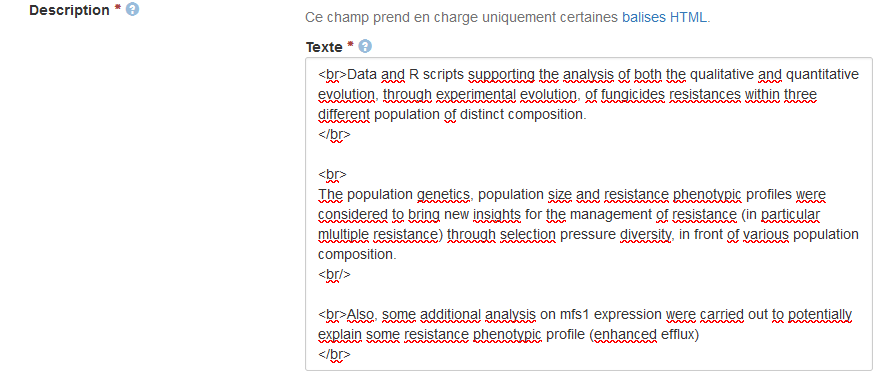 Description * ?
Ce champ prend en charge uniquement certaines balises HTML.
Texte * ?
<br>Data and R scripts supporting the analysis of both the qualitative and quantitative
evolution, through experimental evolution, of fungicides resistances within three
different population of distinct composition.
</br>
<br>
The population genetics, population size and resistance phenotypic profiles were
considered to bring new insights for the management of resistance (in particular
mlultiple resistance) through selection pressure diversity, in front of various population
composition.
<br/>
<br>Also, some additional analysis on mfs1 expression were carried out to potentially
explain some resistance phenotypic profile (enhanced efflux)
</br>